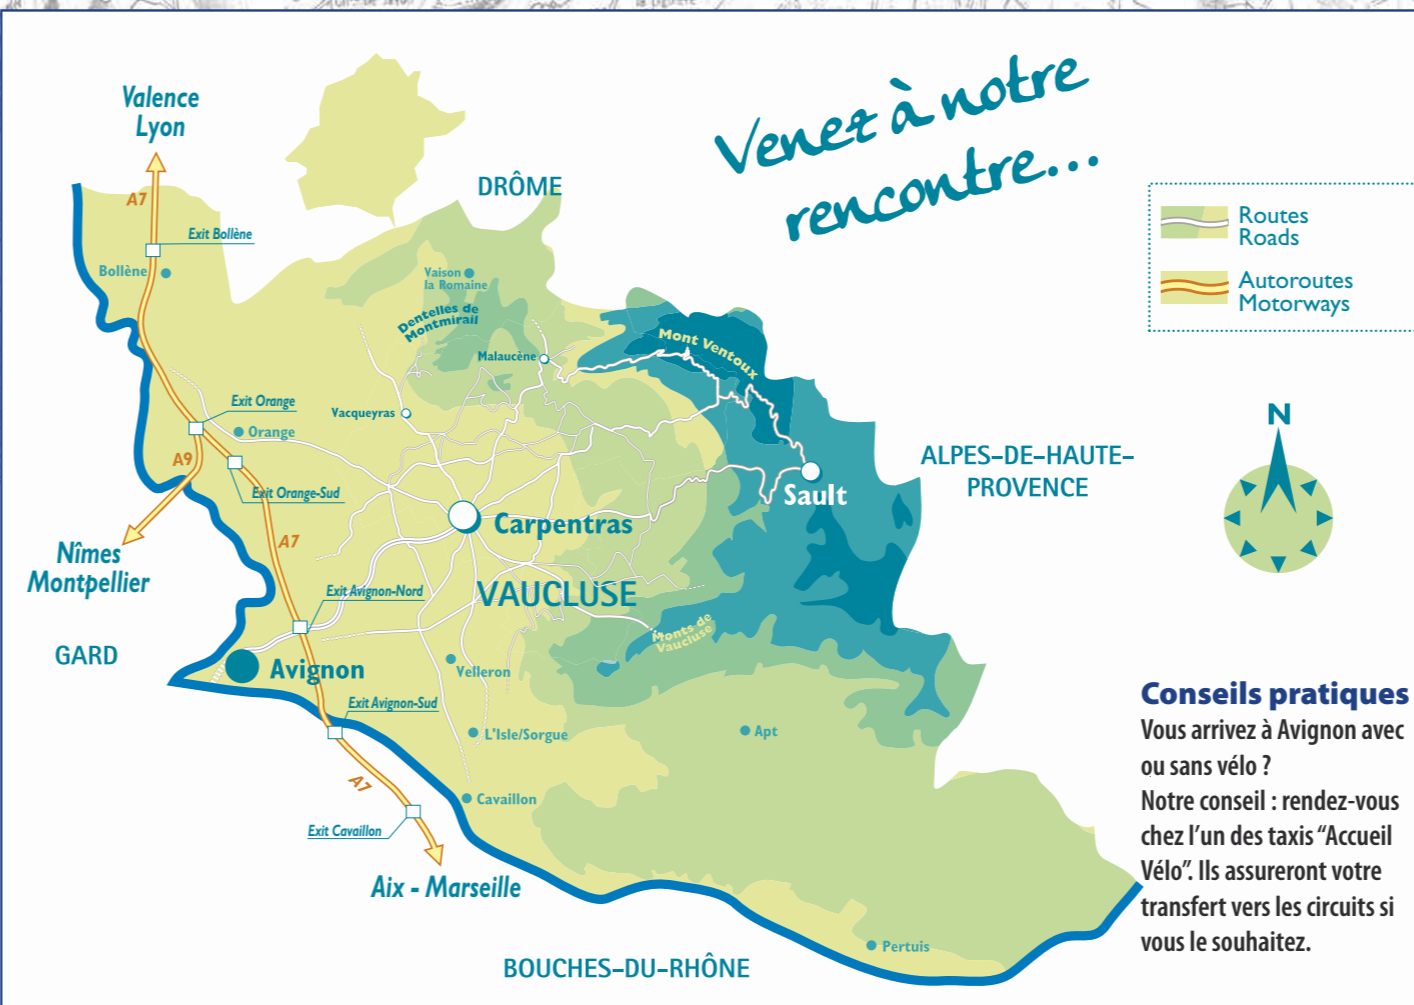 Venez à notre
rencontre...
Valence
Lyon
DRÔME
A7
Exit Bollène
Bollène
Vaison
la Romaine
Dentelles de
Montmirail
Malaucène
Mont Ventoux
Routes
Roads
Autoroutes
Motorways
Exit Orange
Orange
Vacqueyras
A9
Exit Orange-Sud
Sault
ALPES-DE-HAUTE-
PROVENCE
N
Carpentras
Nîmes
Montpellier
A7
Exit Avignon-Nord
VAUCLUSE
Monts de
Vaucluse
GARD
Avignon
Velleron
Exit Avignon-Sud
L'Isle/Sorgue
Apt
A7
Cavaillon
Exit Cavaillon
Aix - Marseille
Pertuis
BOUCHES-DU-RHÔNE
Conseils pratiques
Vous arrivez à Avignon avec
ou sans vélo ?
Notre conseil : rendez-vous
chez l'un des taxis "Accueil
Vélo". Ils assureront votre
transfert vers les circuits si
vous le souhaitez.